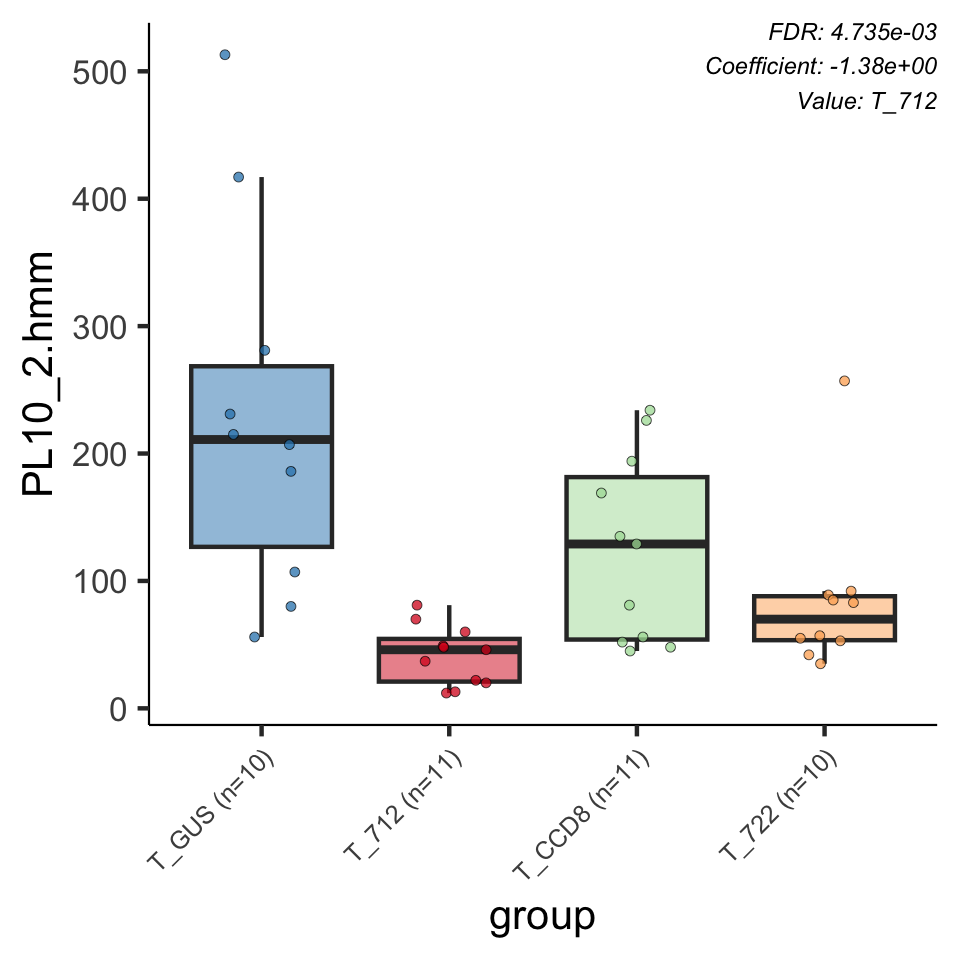 FDR: 4.735e-03
Coefficient: -1.38e+00
Value: T_712
500
400
300
200
100
0
PL10_2.hmm
T_GUS (n=10)
T_712 (n=11)
T_CCD8 (n=11)
T_722 (n=10)
group